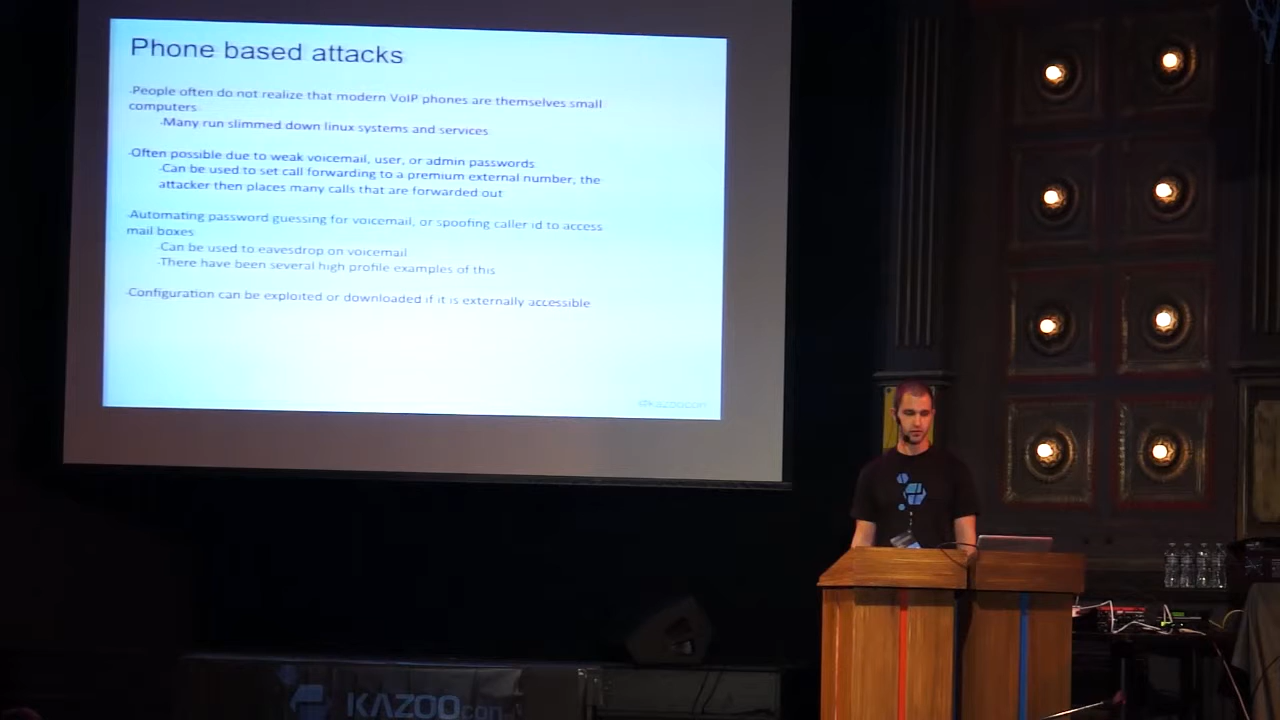 Phone based attacks
-People often do not realize that modern VoIP phones are themselves small
computers
-Many run slimmed down linux systems and services
-Often possible due to weak voicemail, user, or admin passwords
-Can be used to set call forwarding to a premium external number, the
attacker then places many calls that are forwarded out
-Automating password guessing for voicemail, or spoofing caller id to access
mail boxes
-Can be used to eavesdrop on voicemail
-There have been several high profile examples of this
-Configuration can be exploited or downloaded if it is externally accessible
#kazoocon
KAZOOcon